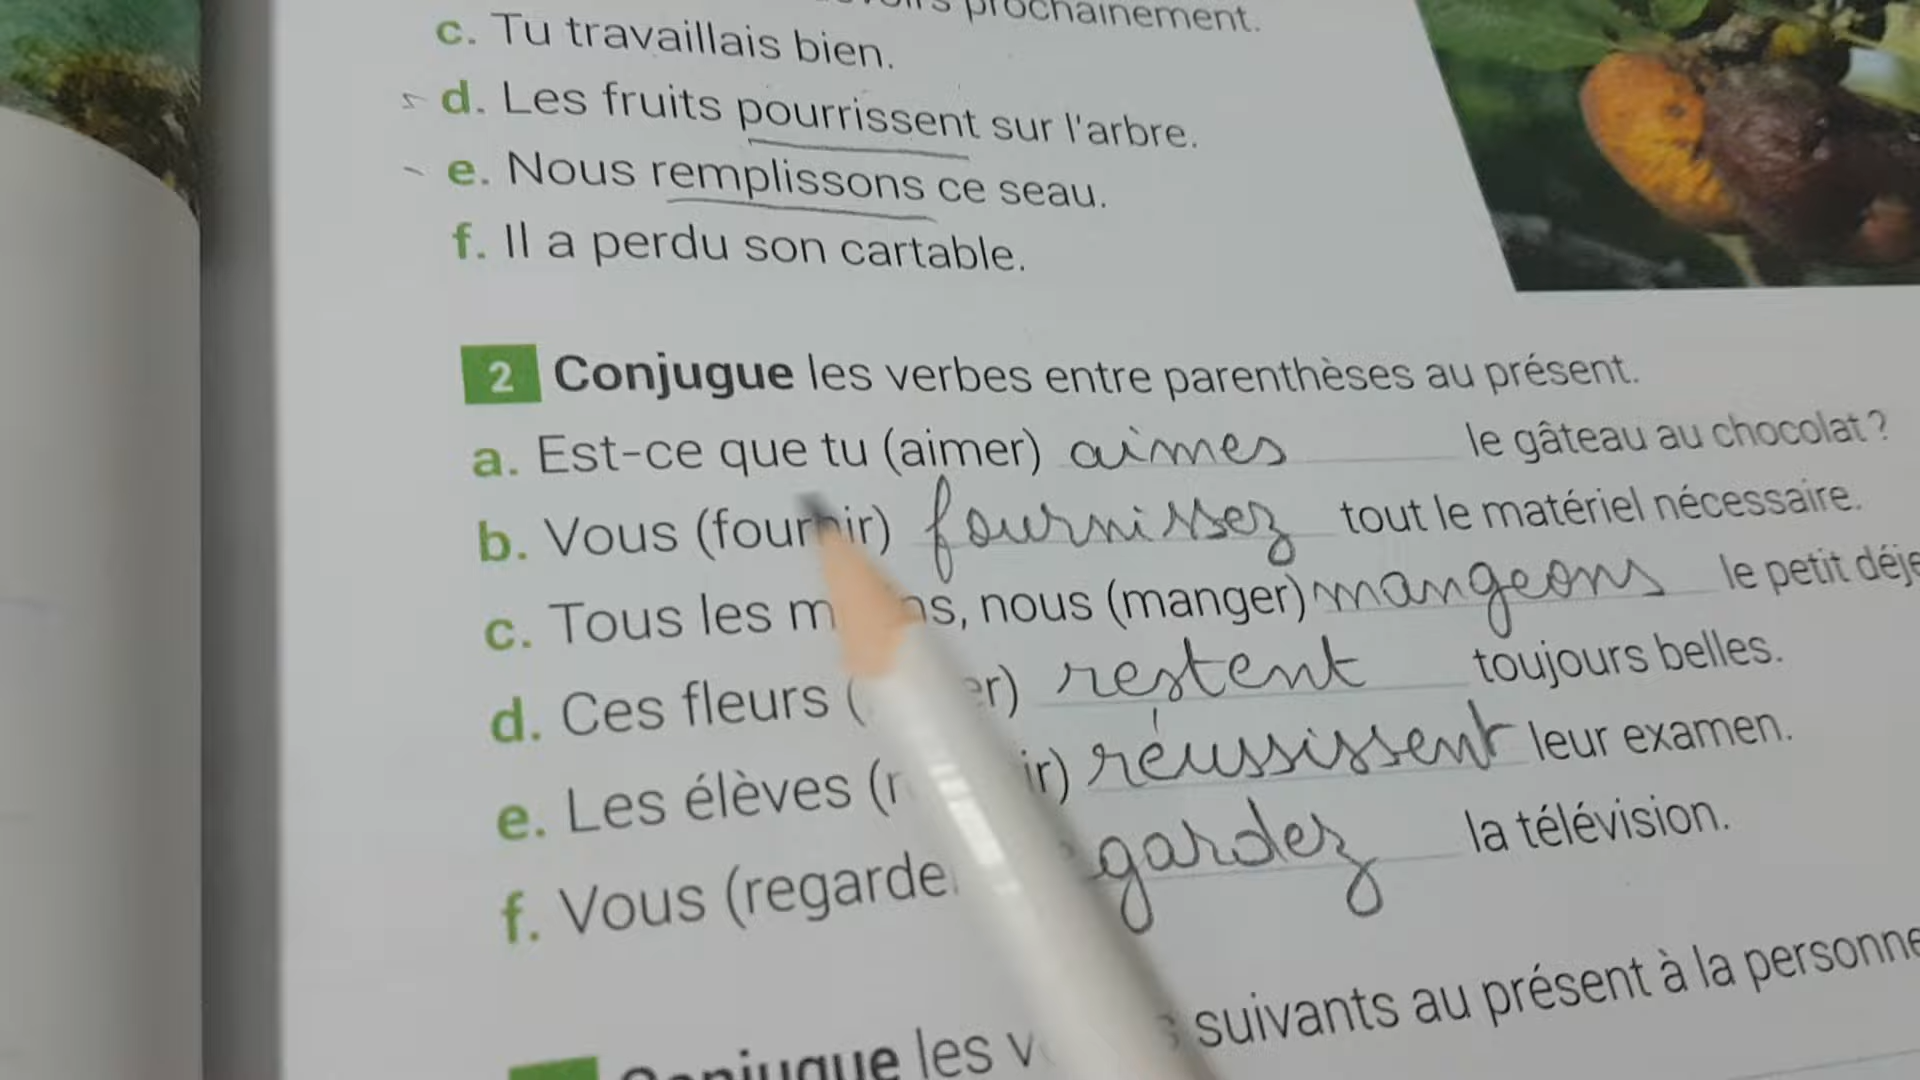 prochainement.
c. Tu travaillais bien.
d. Les fruits pourrissent sur l'arbre.
e. Nous remplissons ce seau.
f. Il a perdu son cartable.
2 Conjugue les verbes entre parenthèses au présent.
a. Est-ce que tu (aimer) aimes le gâteau au chocolat ?
b. Vous (fournir) fournissez tout le matériel nécessaire.
c. Tous les nous (manger) mangeons le petit déje
d. Ces fleurs ( er) restent toujours belles.
e. Les élèves (r ir) réussissent leur examen.
f. Vous (regarde gardez la télévision.
Conjugue les v suivants au présent à la personne